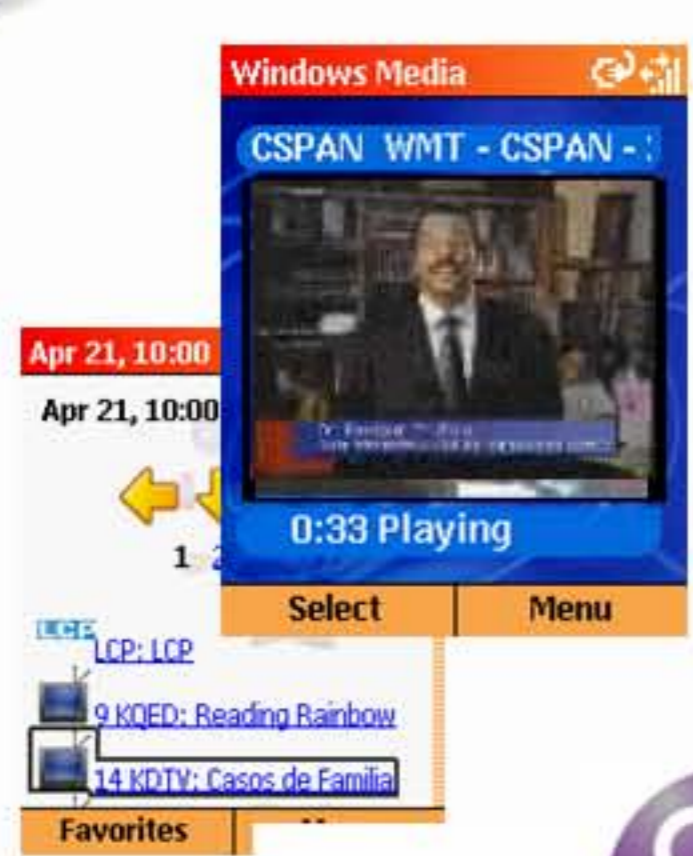 Windows Media
CSPAN WMT - CSPAN -
0:33 Playing
Select Menu
Apr 21, 10:00
Apr 21, 10:00
1
LCP
LCP: LCP
9 KQED: Reading Rainbow
14 KDTV: Casos de Familia
Favorites